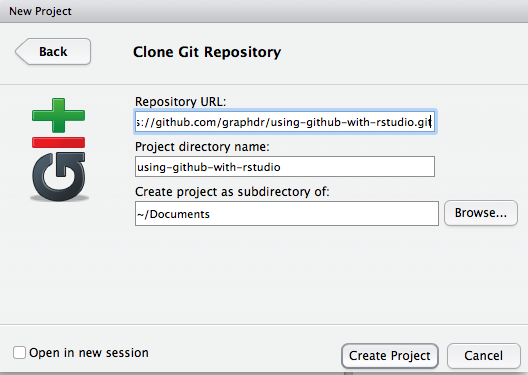 New Project
Back
Clone Git Repository
Repository URL:
s://github.com/graphdr/using-github-with-rstudio.git
Project directory name:
using-github-with-rstudio
Create project as subdirectory of:
~/Documents
Browse...
Open in new session
Create Project
Cancel